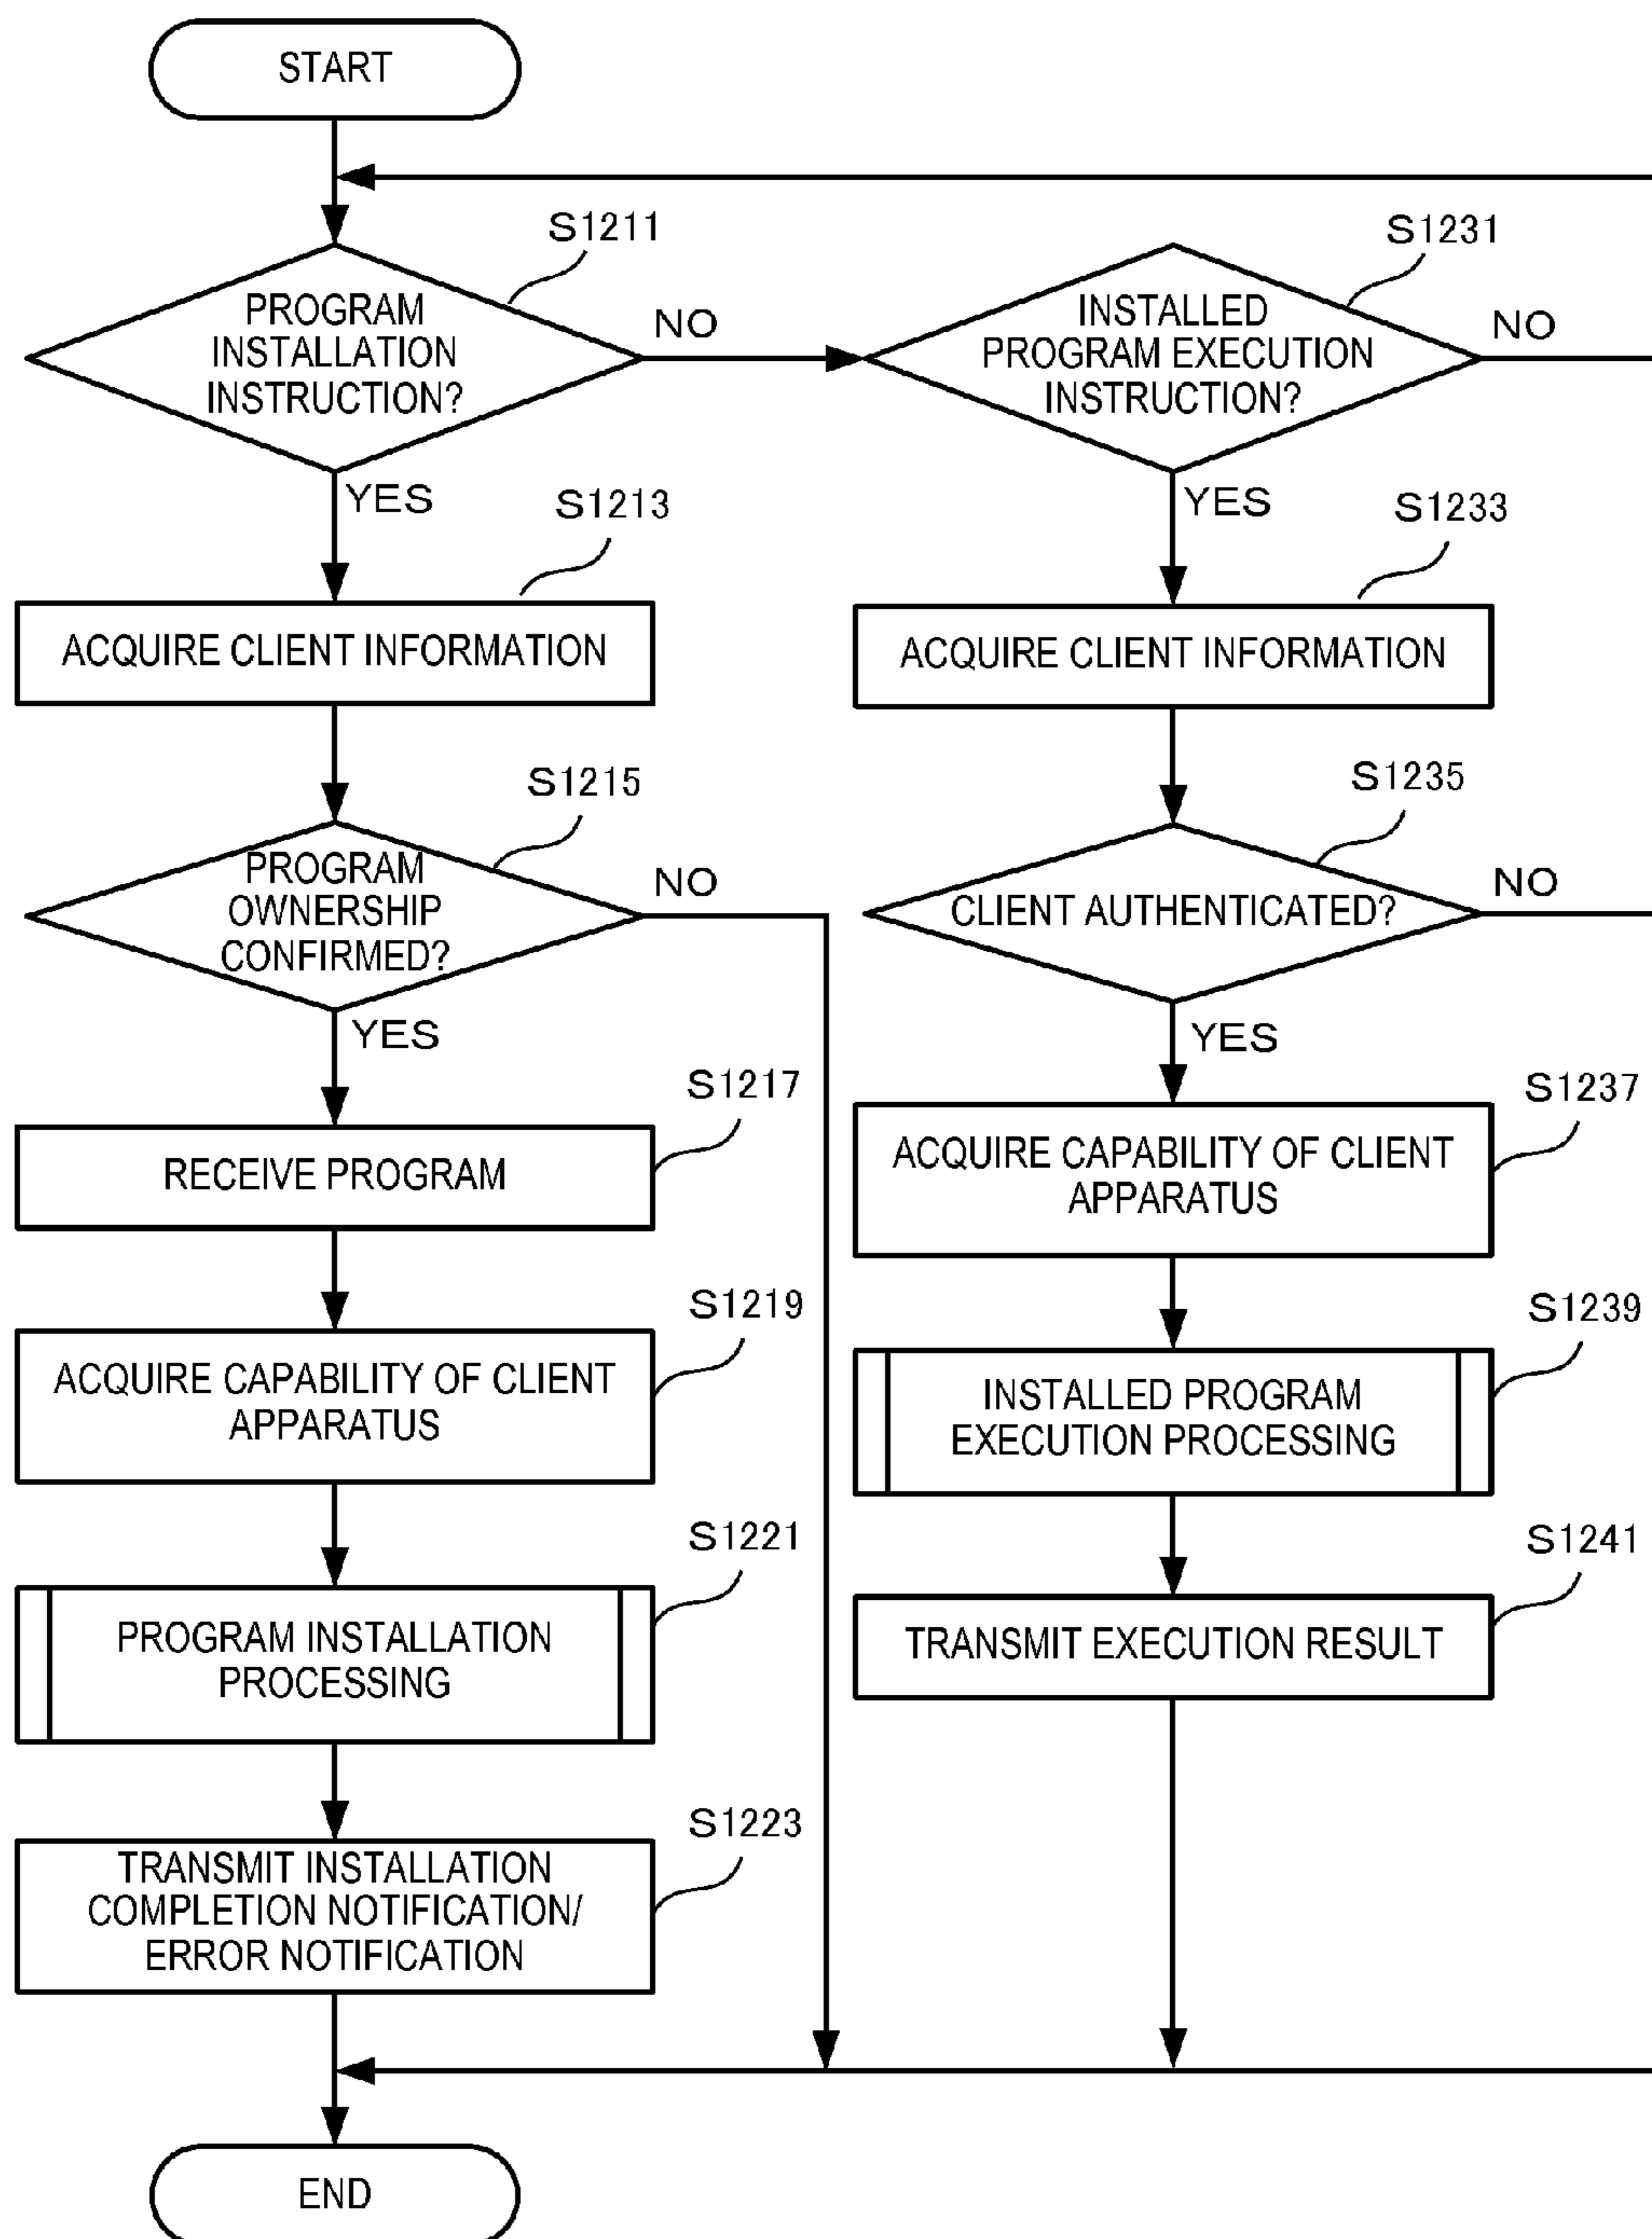 START
S1211
PROGRAM
INSTALLATION
INSTRUCTION?
NO
YES
S1213
ACQUIRE CLIENT INFORMATION
S1215
PROGRAM
OWNERSHIP
CONFIRMED?
NO
YES
S1217
RECEIVE PROGRAM
S1219
ACQUIRE CAPABILITY OF CLIENT
APPARATUS
S1221
PROGRAM INSTALLATION
PROCESSING
S1223
TRANSMIT INSTALLATION
COMPLETION NOTIFICATION/
ERROR NOTIFICATION
END
S1231
INSTALLED
PROGRAM EXECUTION
INSTRUCTION?
NO
YES
S1233
ACQUIRE CLIENT INFORMATION
S1235
CLIENT AUTHENTICATED?
NO
YES
S1237
ACQUIRE CAPABILITY OF CLIENT
APPARATUS
S1239
INSTALLED PROGRAM
EXECUTION PROCESSING
S1241
TRANSMIT EXECUTION RESULT